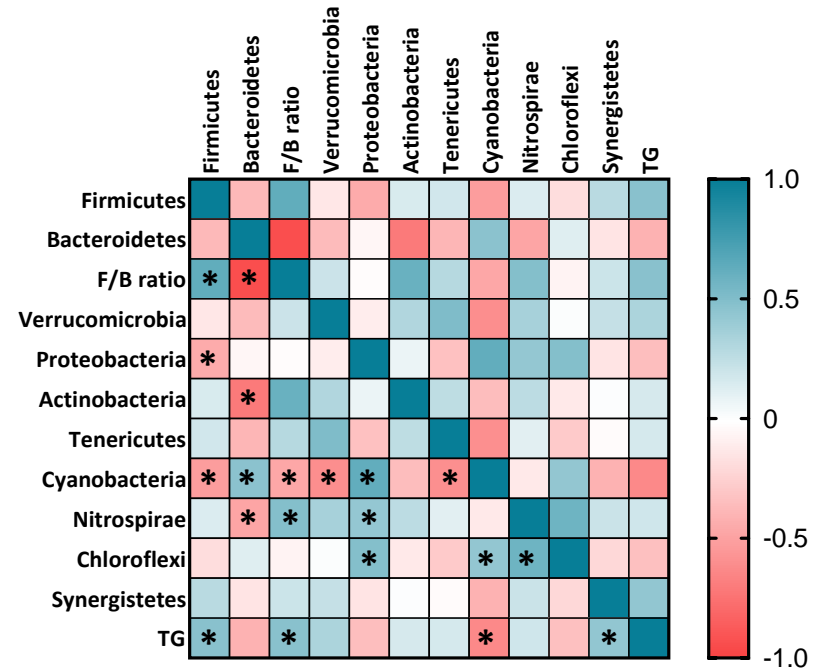 Firmicutes
Bacteroidetes
F/B ratio
Verrucomicrobia
Proteobacteria
Actinobacteria
Tenericutes
Cyanobacteria
Nitrospirae
Chloroflexi
Synergistetes
TG
Firmicutes
Bacteroidetes
F/B ratio
* *
Verrucomicrobia
Proteobacteria
*
Actinobacteria
*
Tenericutes
Cyanobacteria
* * * * * *
Nitrospirae
* * *
Chloroflexi
* * *
Synergistetes
TG
* * * *
1.0
0.5
0
-0.5
-1.0